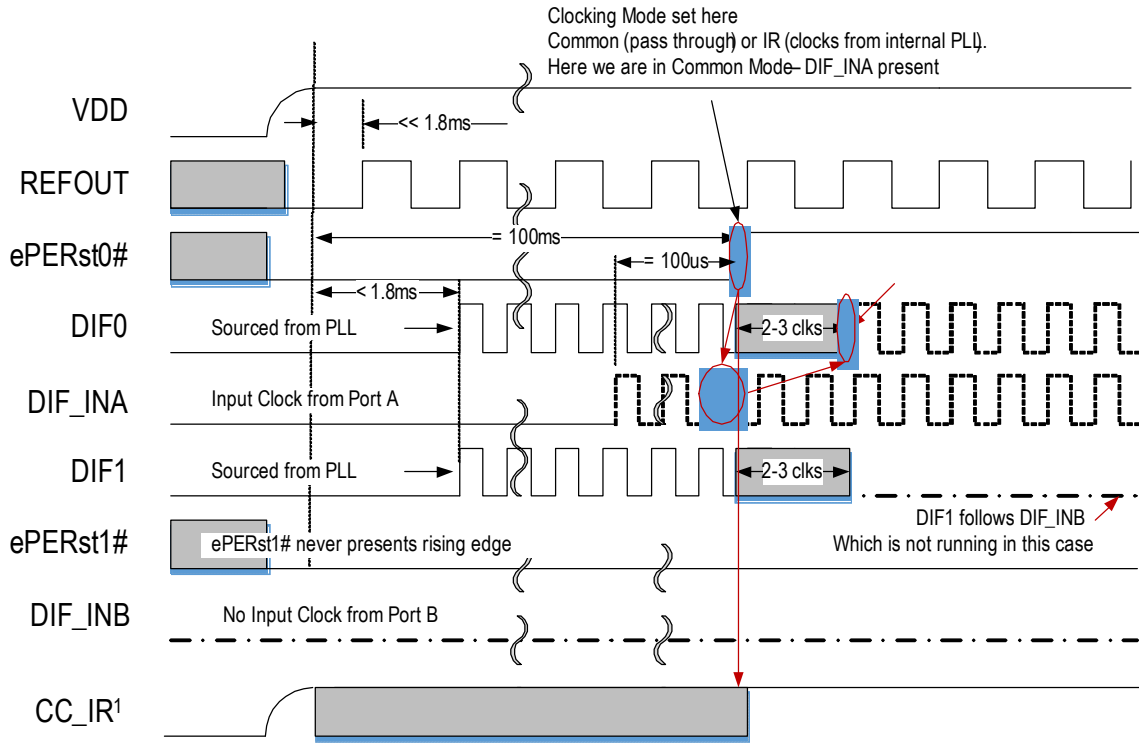 Clocking Mode set here
Common (pass through) or IR (clocks from internal PLL).
Here we are in Common Mode– DIF_INA present
VDD
<< 1.8ms
REFOUT
= 100ms
ePERst0#
= 100us
< 1.8ms
DIF0
Sourced from PLL
2-3 clks
DIF_INA
Input Clock from Port A
DIF1
Sourced from PLL
2-3 clks
DIF1 follows DIF_INB
Which is not running in this case
ePERst1#
ePERst1# never presents rising edge
DIF_INB
No Input Clock from Port B
CC_IR¹